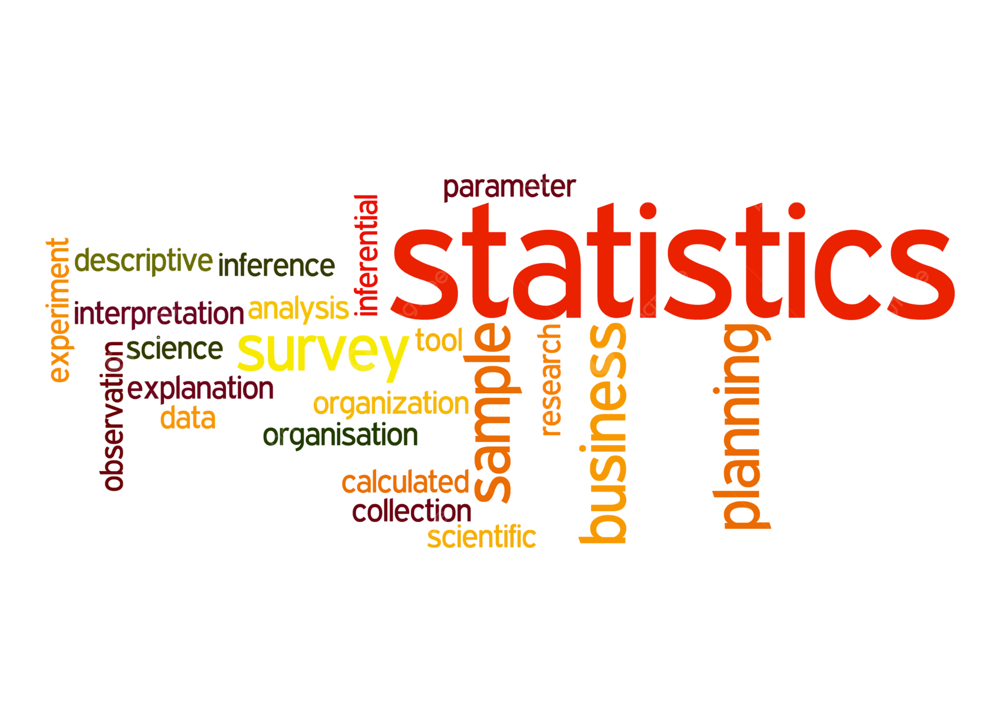 parameter
statistics
inferential
experiment
descriptive
inference
interpretation
analysis
science
survey
tool
sample
research
business
planning
observation
explanation
organization
data
organisation
calculated
collection
scientific